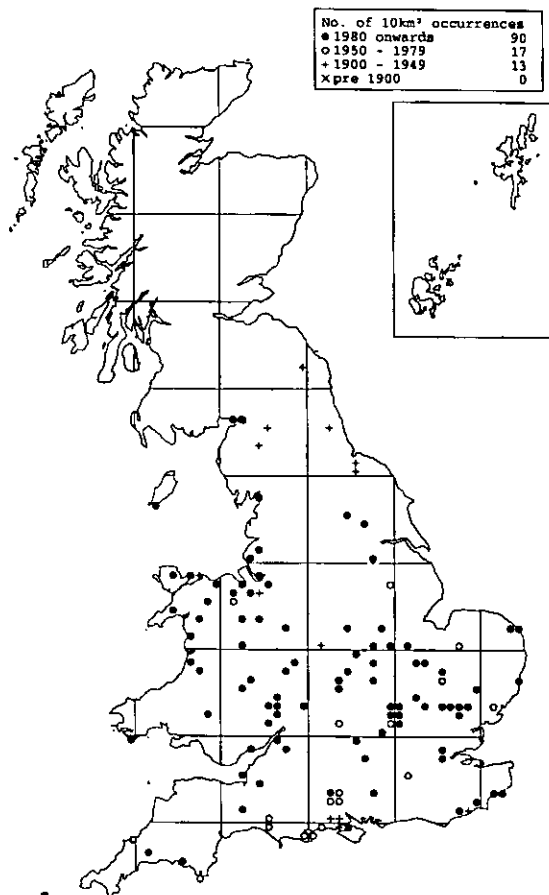 No. of 10km² occurrences
● 1980 onwards 90
○ 1950 - 1979 17
+ 1900 - 1949 13
× pre 1900 0